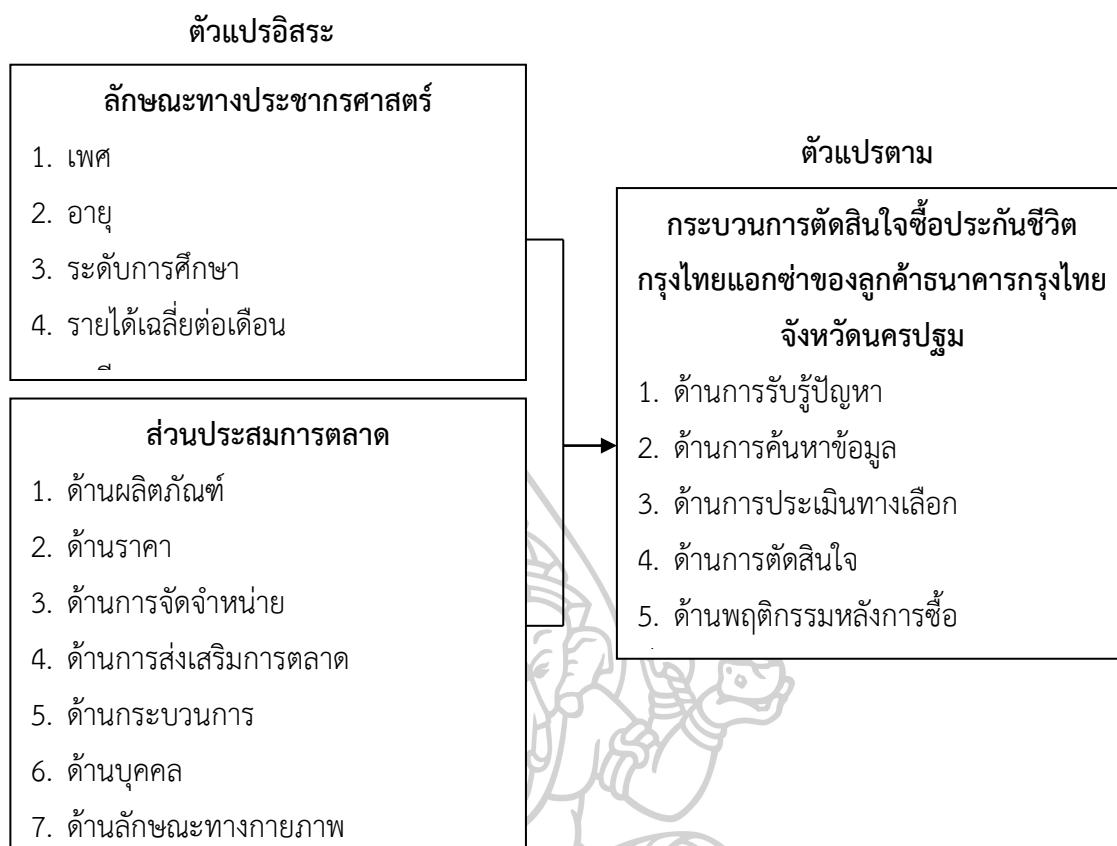 ตัวแปรอิสระ
ลักษณะทางประชากรศาสตร์
1. เพศ
2. อายุ
3. ระดับการศึกษา
4. รายได้เฉลี่ยต่อเดือน
ส่วนประสมการตลาด
1. ด้านผลิตภัณฑ์
2. ด้านราคา
3. ด้านการจัดจำหน่าย
4. ด้านการส่งเสริมการตลาด
5. ด้านกระบวนการ
6. ด้านบุคคล
7. ด้านลักษณะทางกายภาพ
ตัวแปรตาม
กระบวนการตัดสินใจซื้อประกันชีวิต
กรุงไทยแอกซ่าของลูกค้าธนาคารกรุงไทย
จังหวัดนครปฐม
1. ด้านการรับรู้ปัญหา
2. ด้านการค้นหาข้อมูล
3. ด้านการประเมินทางเลือก
4. ด้านการตัดสินใจ
5. ด้านพฤติกรรมหลังการซื้อ